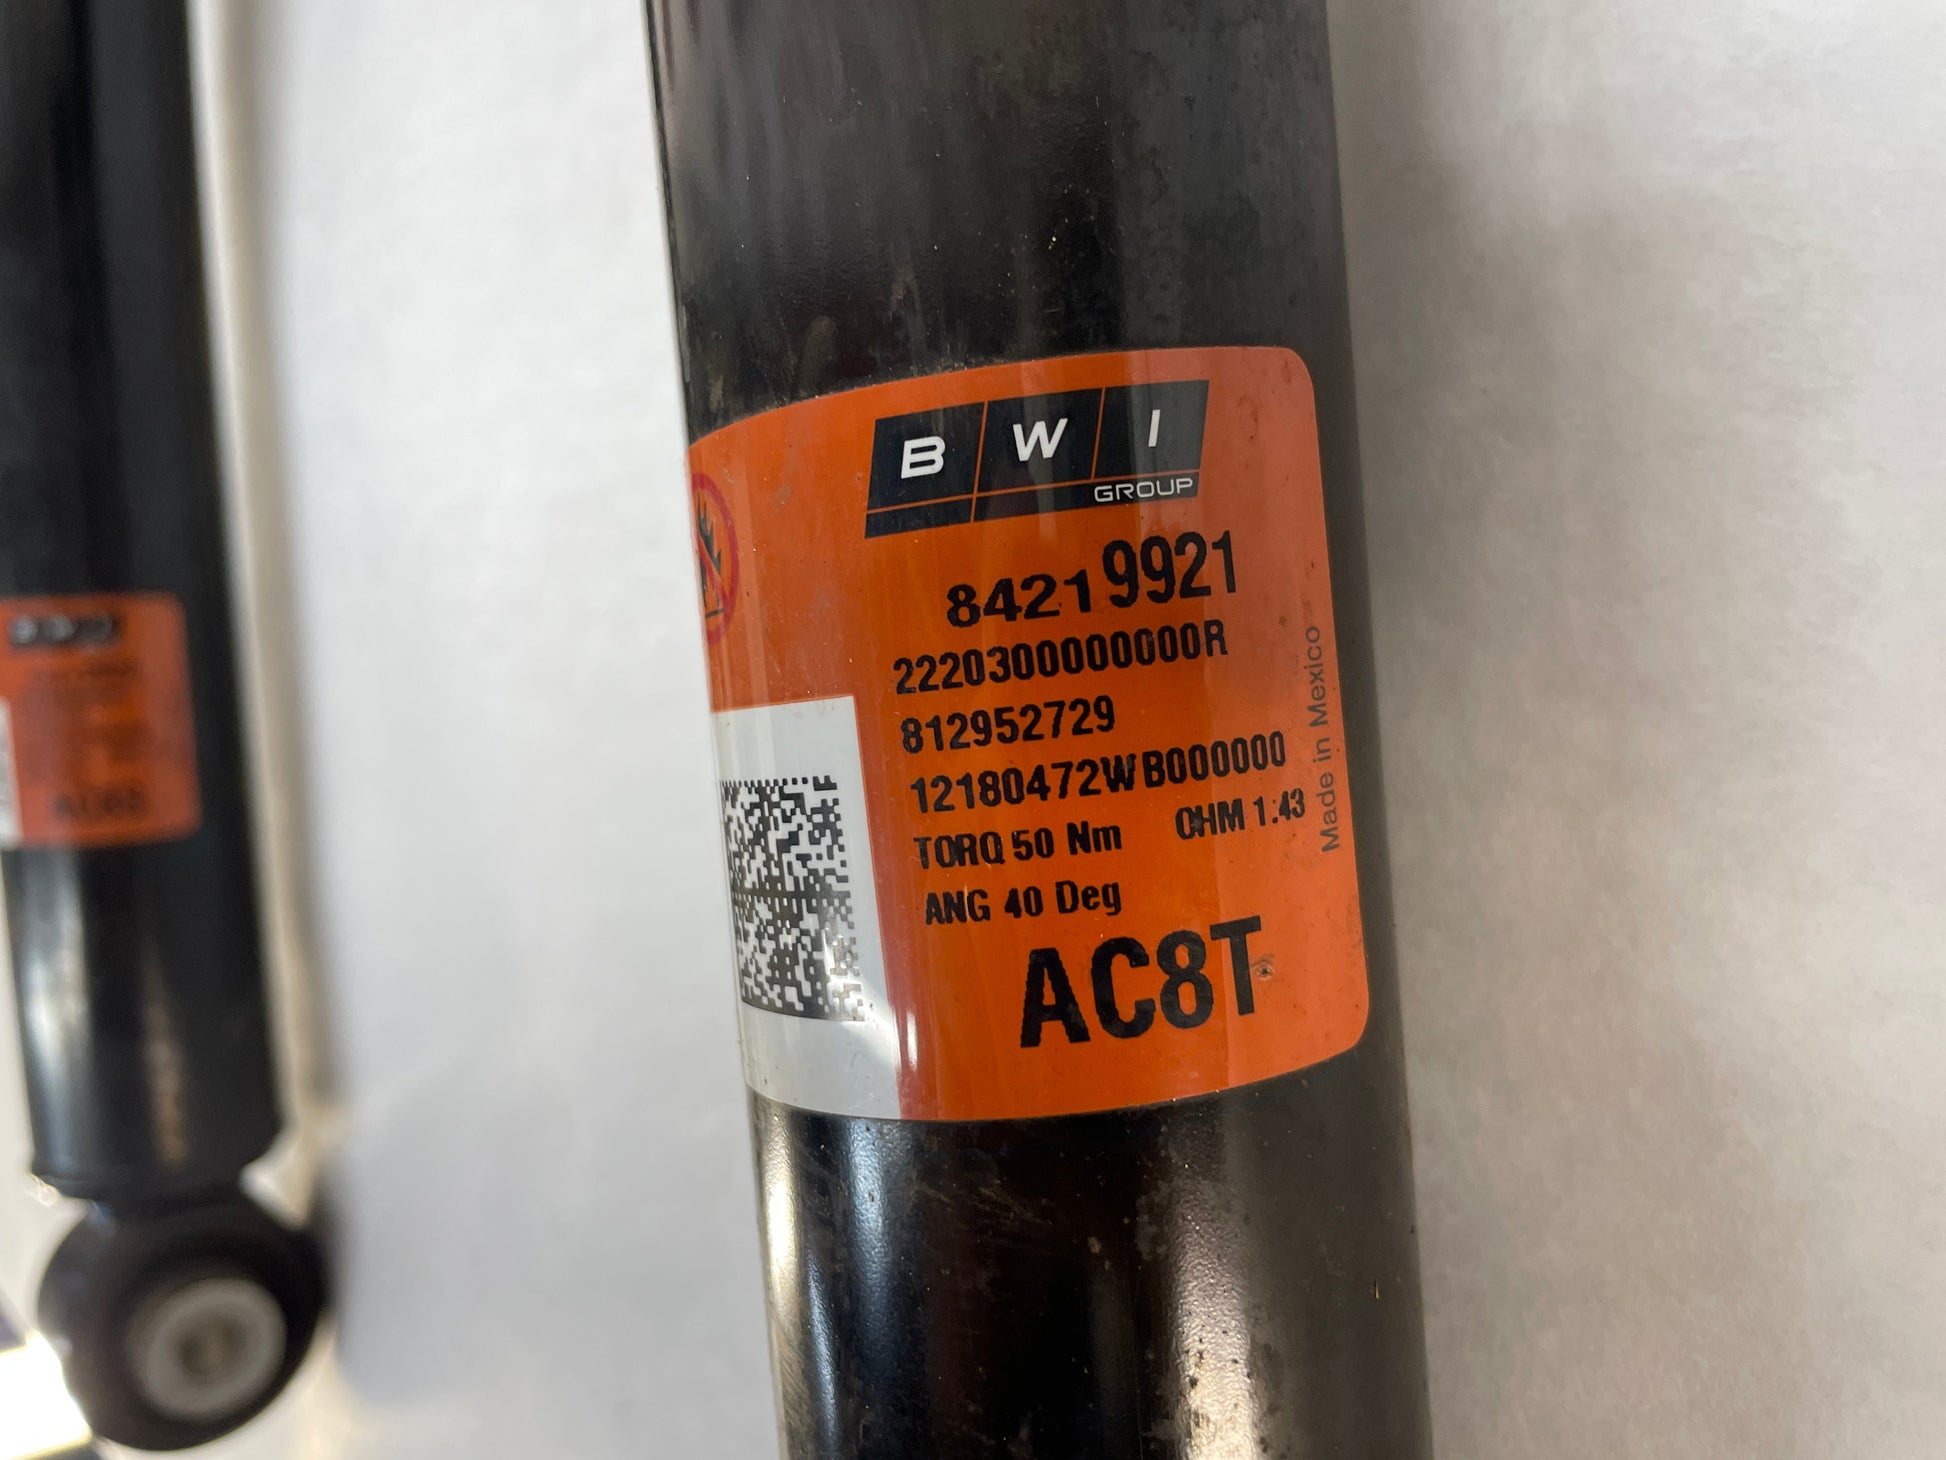 BWI
GROUP
84219921
2220300000000R
812952729
12180472WB000000
TORQ 50 Nm OHM 1.43
ANG 40 Deg
AC8T
Made in Mexico